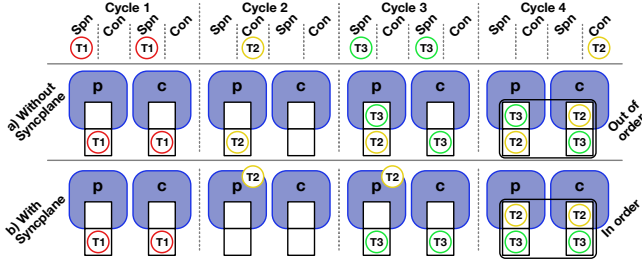 Cycle 1 Cycle 2 Cycle 3 Cycle 4
Spn Con Spn Con Spn Con Spn Con Spn Con Spn Con Spn Con Spn Con
T1 T1 T2 T3 T3 T2
a) Without
Syncplane
p c p c p c p c
T3 T3 T2
T1 T1 T2 T2 T3 T2 T3
Out of
order
b) With
Syncplane
T2 T2
p c p c p c p c
T2 T2
T1 T1 T3 T3 T3 T3
In order